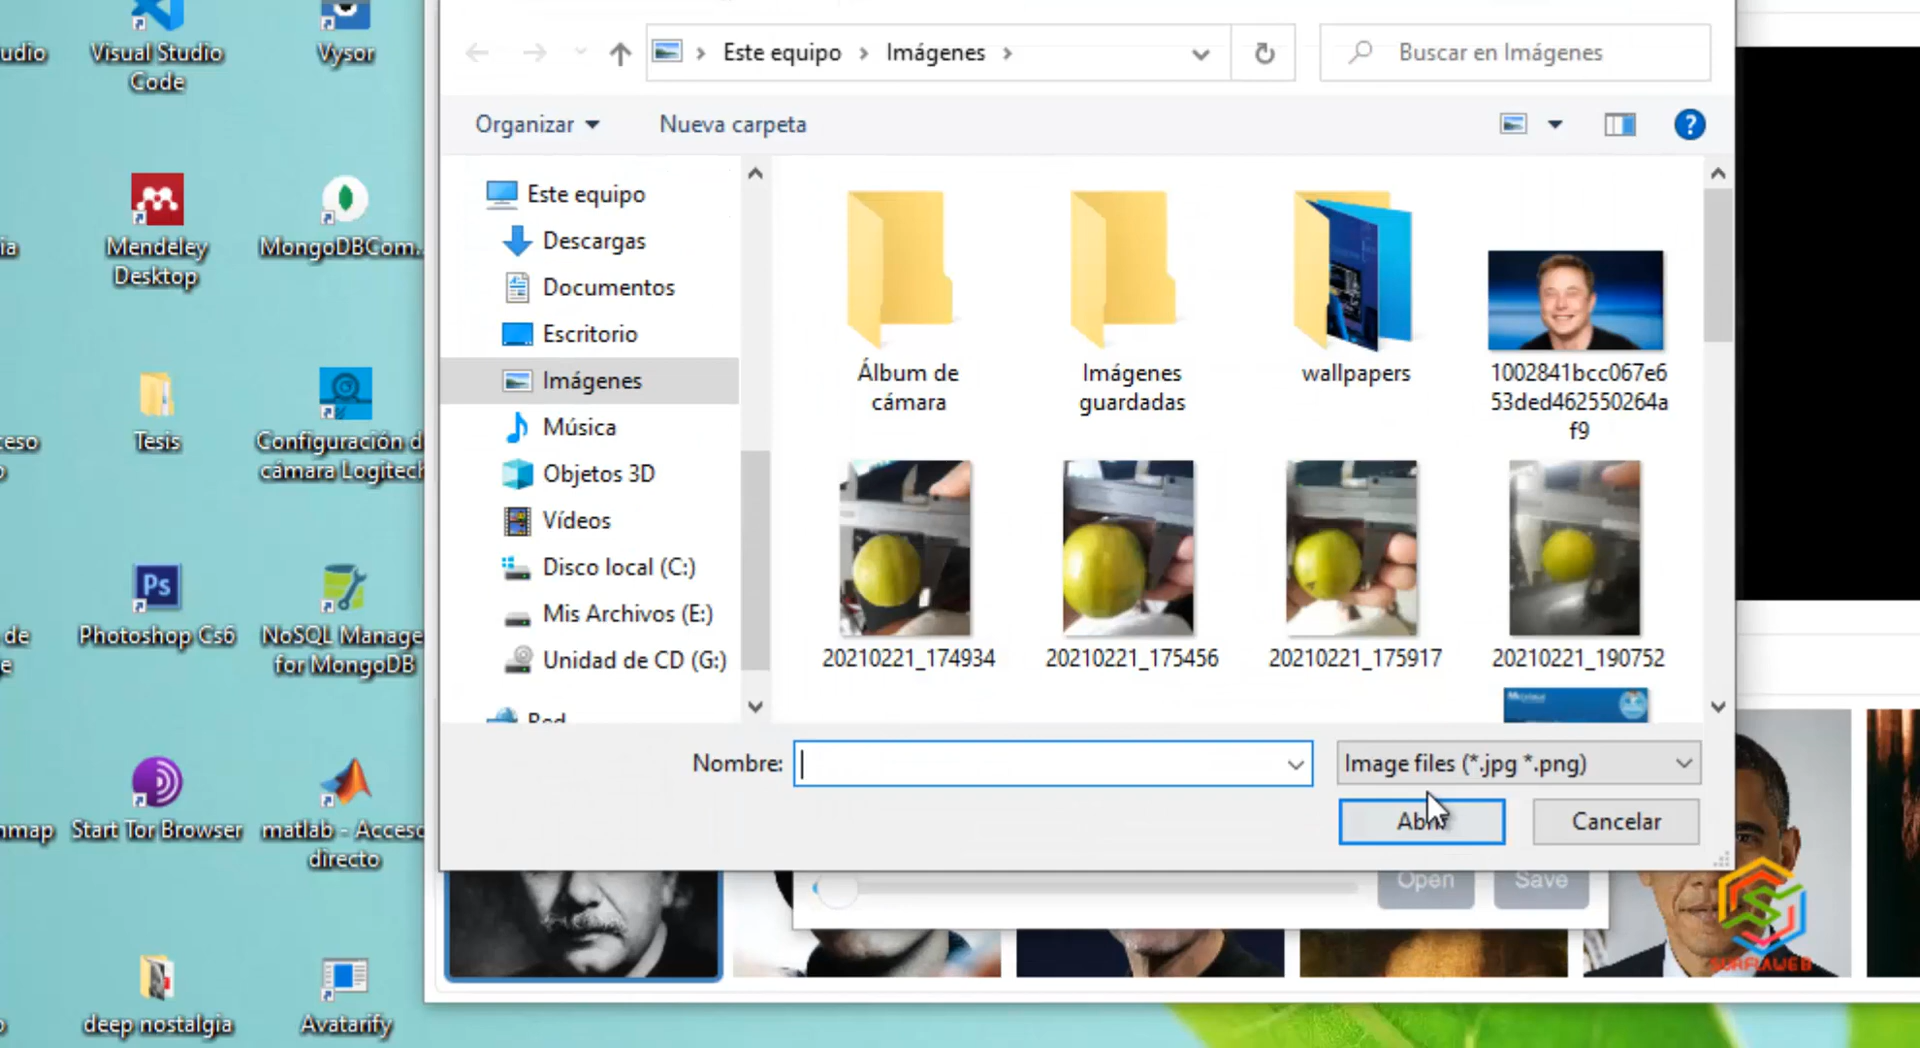 udio
Visual Studio
Code
Vysor
ia
Mendeley
Desktop
MongoDBCom...
ceso
o
Tesis
Configuración d
cámara Logitech
de
e
Photoshop Cs6
NoSQL Manage
for MongoDB
nmap
Start Tor Browser
matlab - Acceso
directo
deep nostalgia
Avatarify
Este equipo
Imágenes
Buscar en Imágenes
Organizar
Nueva carpeta
?
Este equipo
Descargas
Documentos
Escritorio
Imágenes
Música
Objetos 3D
Vídeos
Disco local (C:)
Mis Archivos (E:)
Unidad de CD (G:)
Red
Álbum de
cámara
Imágenes
guardadas
wallpapers
1002841bcc067e6
53ded462550264a
f9
20210221_174934
20210221_175456
20210221_175917
20210221_190752
Nombre:
Image files (*.jpg *.png)
Abrir
Cancelar
Open
Save
Ps